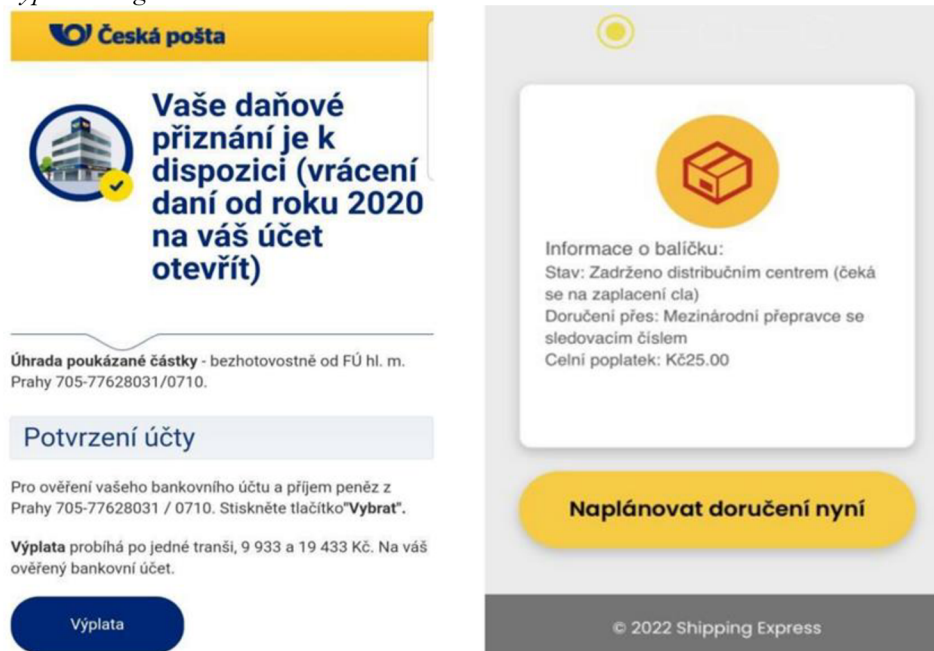 Česká pošta
Vaše daňové
přiznání je k
dispozici (vrácení
daní od roku 2020
na váš účet
otevřít)
Úhrada poukázané částky - bezhotovostně od FÚ hl. m.
Prahy 705-77628031/0710.
Potvrzení účty
Pro ověření vašeho bankovního účtu a příjem peněz z
Prahy 705-77628031 / 0710. Stiskněte tlačítko"Vybrat".
Výplata probíhá po jedné tranši, 9 933 a 19 433 Kč. Na váš
ověřený bankovní účet.
Výplata
Informace o balíčku:
Stav: Zadrženo distribučním centrem (čeká
se na zaplacení cla)
Doručení přes: Mezinárodní přepravce se
sledovacím číslem
Celní poplatek: Kč25.00
Naplánovat doručení nyní
© 2022 Shipping Express